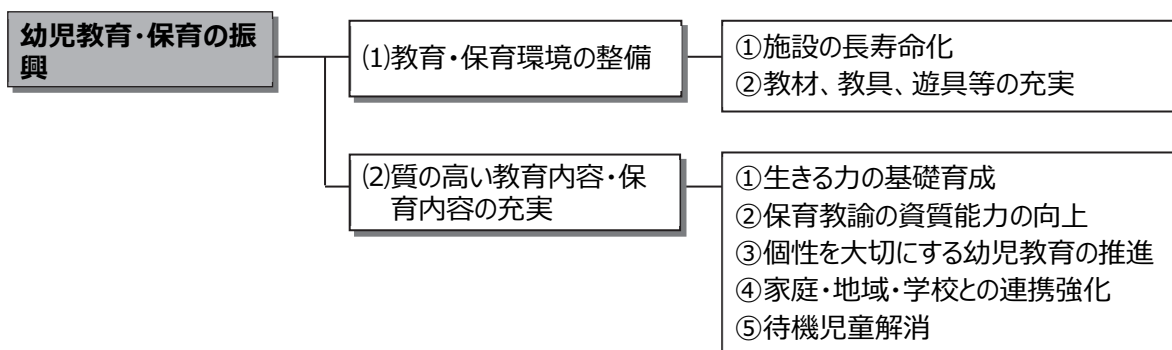 幼児教育・保育の振
興
⑴教育・保育環境の整備
①施設の長寿命化
②教材、教具、遊具等の充実
⑵質の高い教育内容・保
育内容の充実
①生きる力の基礎育成
②保育教諭の資質能力の向上
③個性を大切にする幼児教育の推進
④家庭・地域・学校との連携強化
⑤待機児童解消